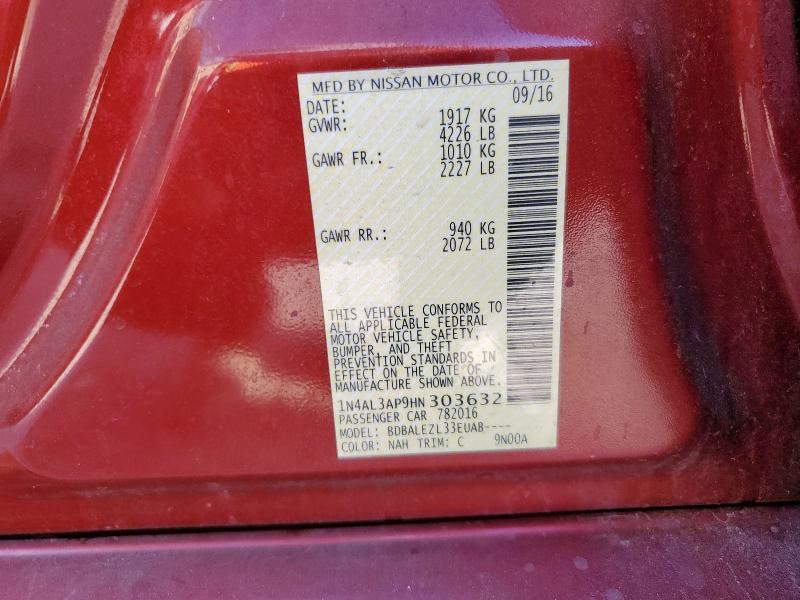 MFD BY NISSAN MOTOR CO., LTD.
DATE: 09/16
GVWR: 1917 KG
4226 LB
GAWR FR.: 1010 KG
2227 LB
GAWR RR.: 940 KG
2072 LB
THIS VEHICLE CONFORMS TO
ALL APPLICABLE FEDERAL
MOTOR VEHICLE SAFETY,
BUMPER, AND THEFT
PREVENTION STANDARDS IN
EFFECT ON THE DATE OF
MANUFACTURE SHOWN ABOVE.
1N4AL3AP9HN303632
PASSENGER CAR 782016
MODEL: BDBALEZL33EUAB----
COLOR: NAH TRIM: C 9N00A